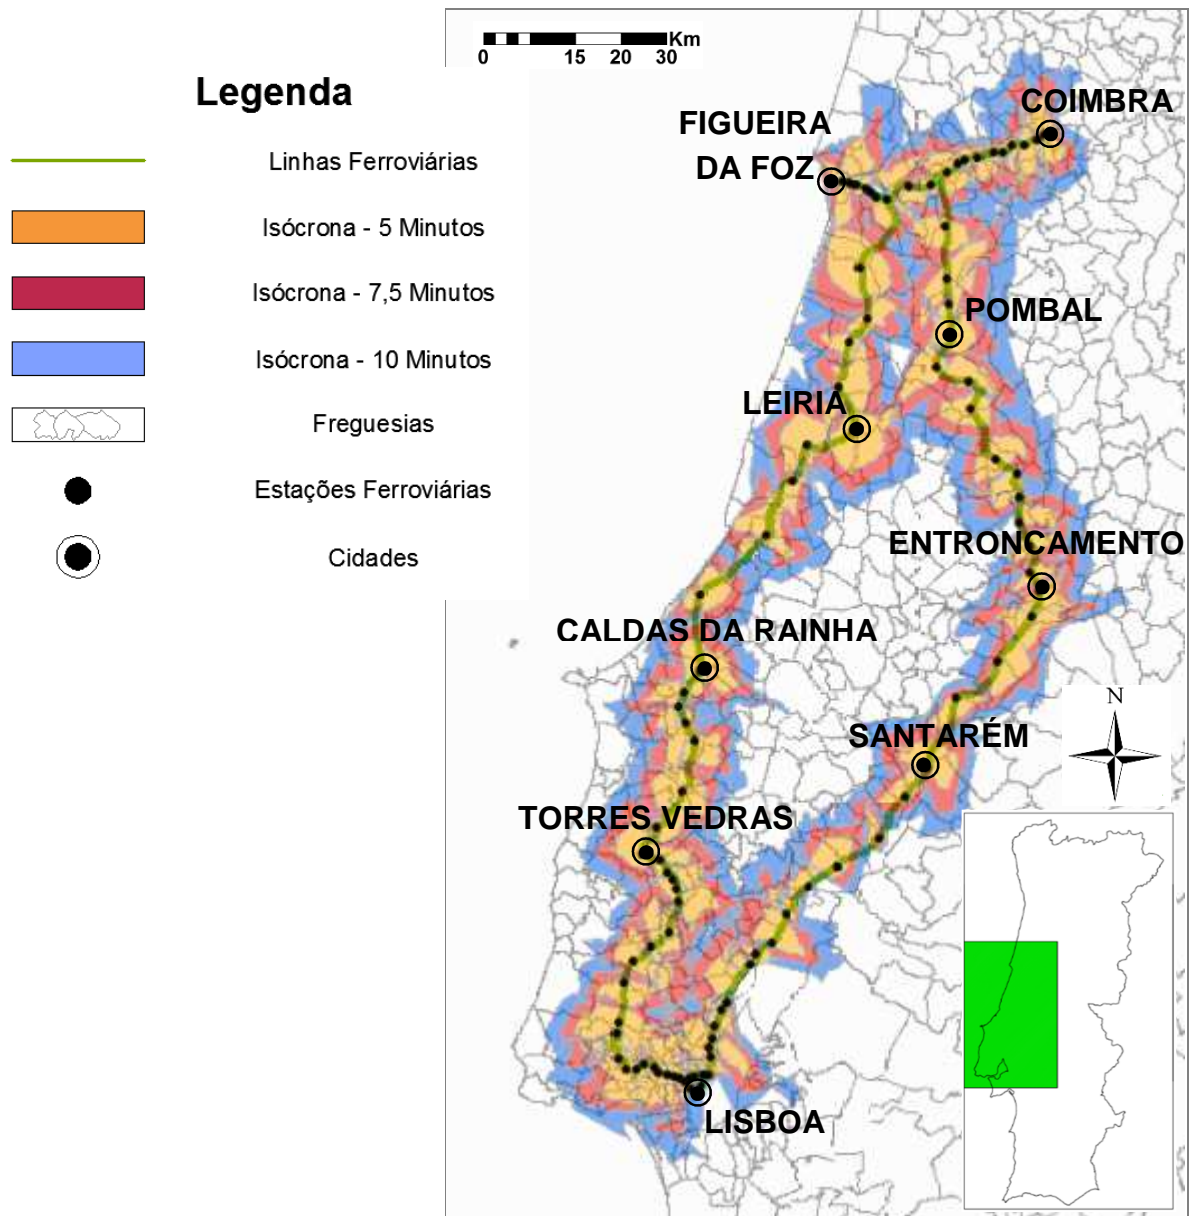 Legenda
Linhas Ferroviárias
Isócrona - 5 Minutos
Isócrona - 7,5 Minutos
Isócrona - 10 Minutos
Freguesias
Estações Ferroviárias
Cidades
Km
0 15 20 30
COIMBRA
FIGUEIRA
DA FOZ
POMBAL
LEIRIA
ENTRONCAMENTO
CALDAS DA RAINHA
N
SANTARÉM
TORRES VEDRAS
LISBOA